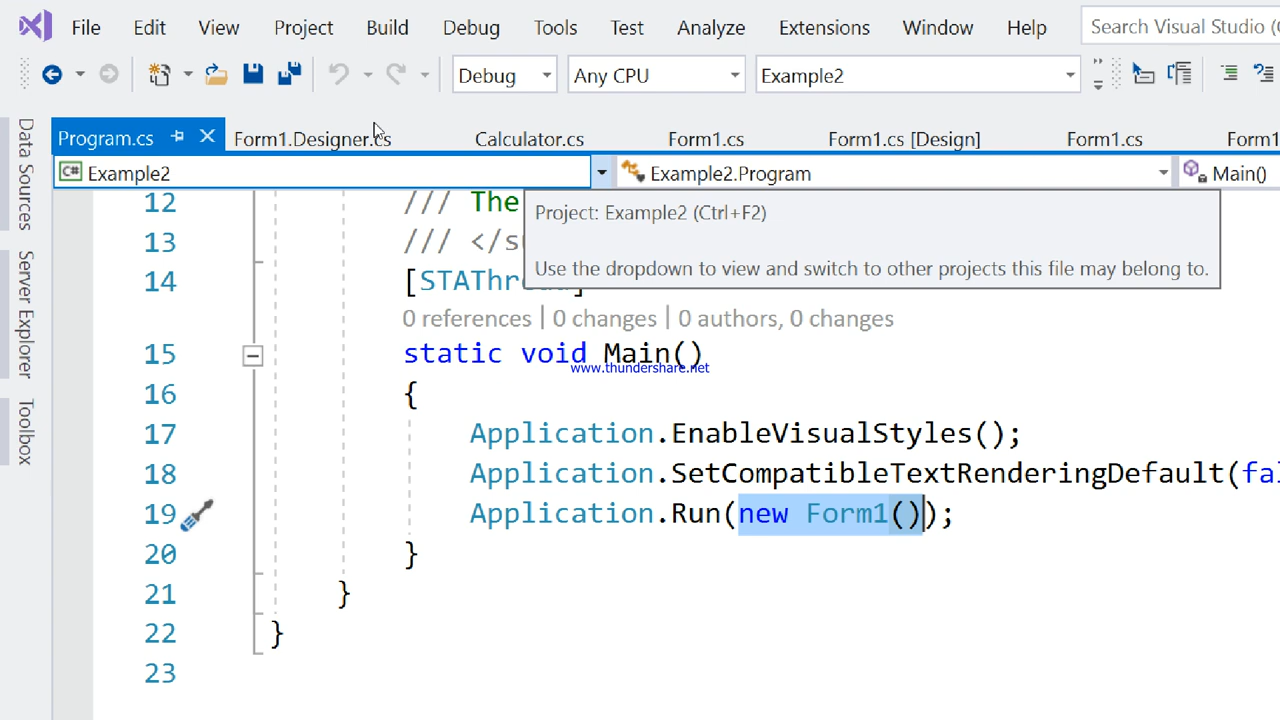 File Edit View Project Build Debug Tools Test Analyze Extensions Window Help Search Visual Studio (
Debug Any CPU Example2
Program.cs Form1.Designer.cs Calculator.cs Form1.cs Form1.cs [Design] Form1.cs Form1
C# Example2 Example2.Program Main()
Data Sources
Server Explorer
Toolbox
Project: Example2 (Ctrl+F2)
Use the dropdown to view and switch to other projects this file may belong to.
12 /// The
13 /// </su
14 [STAThread]
0 references | 0 changes | 0 authors, 0 changes
15 static void Main()
www.thundershare.net
16 {
17 Application.EnableVisualStyles();
18 Application.SetCompatibleTextRenderingDefault(fal
19 Application.Run(new Form1());
20 }
21 }
22 }
23